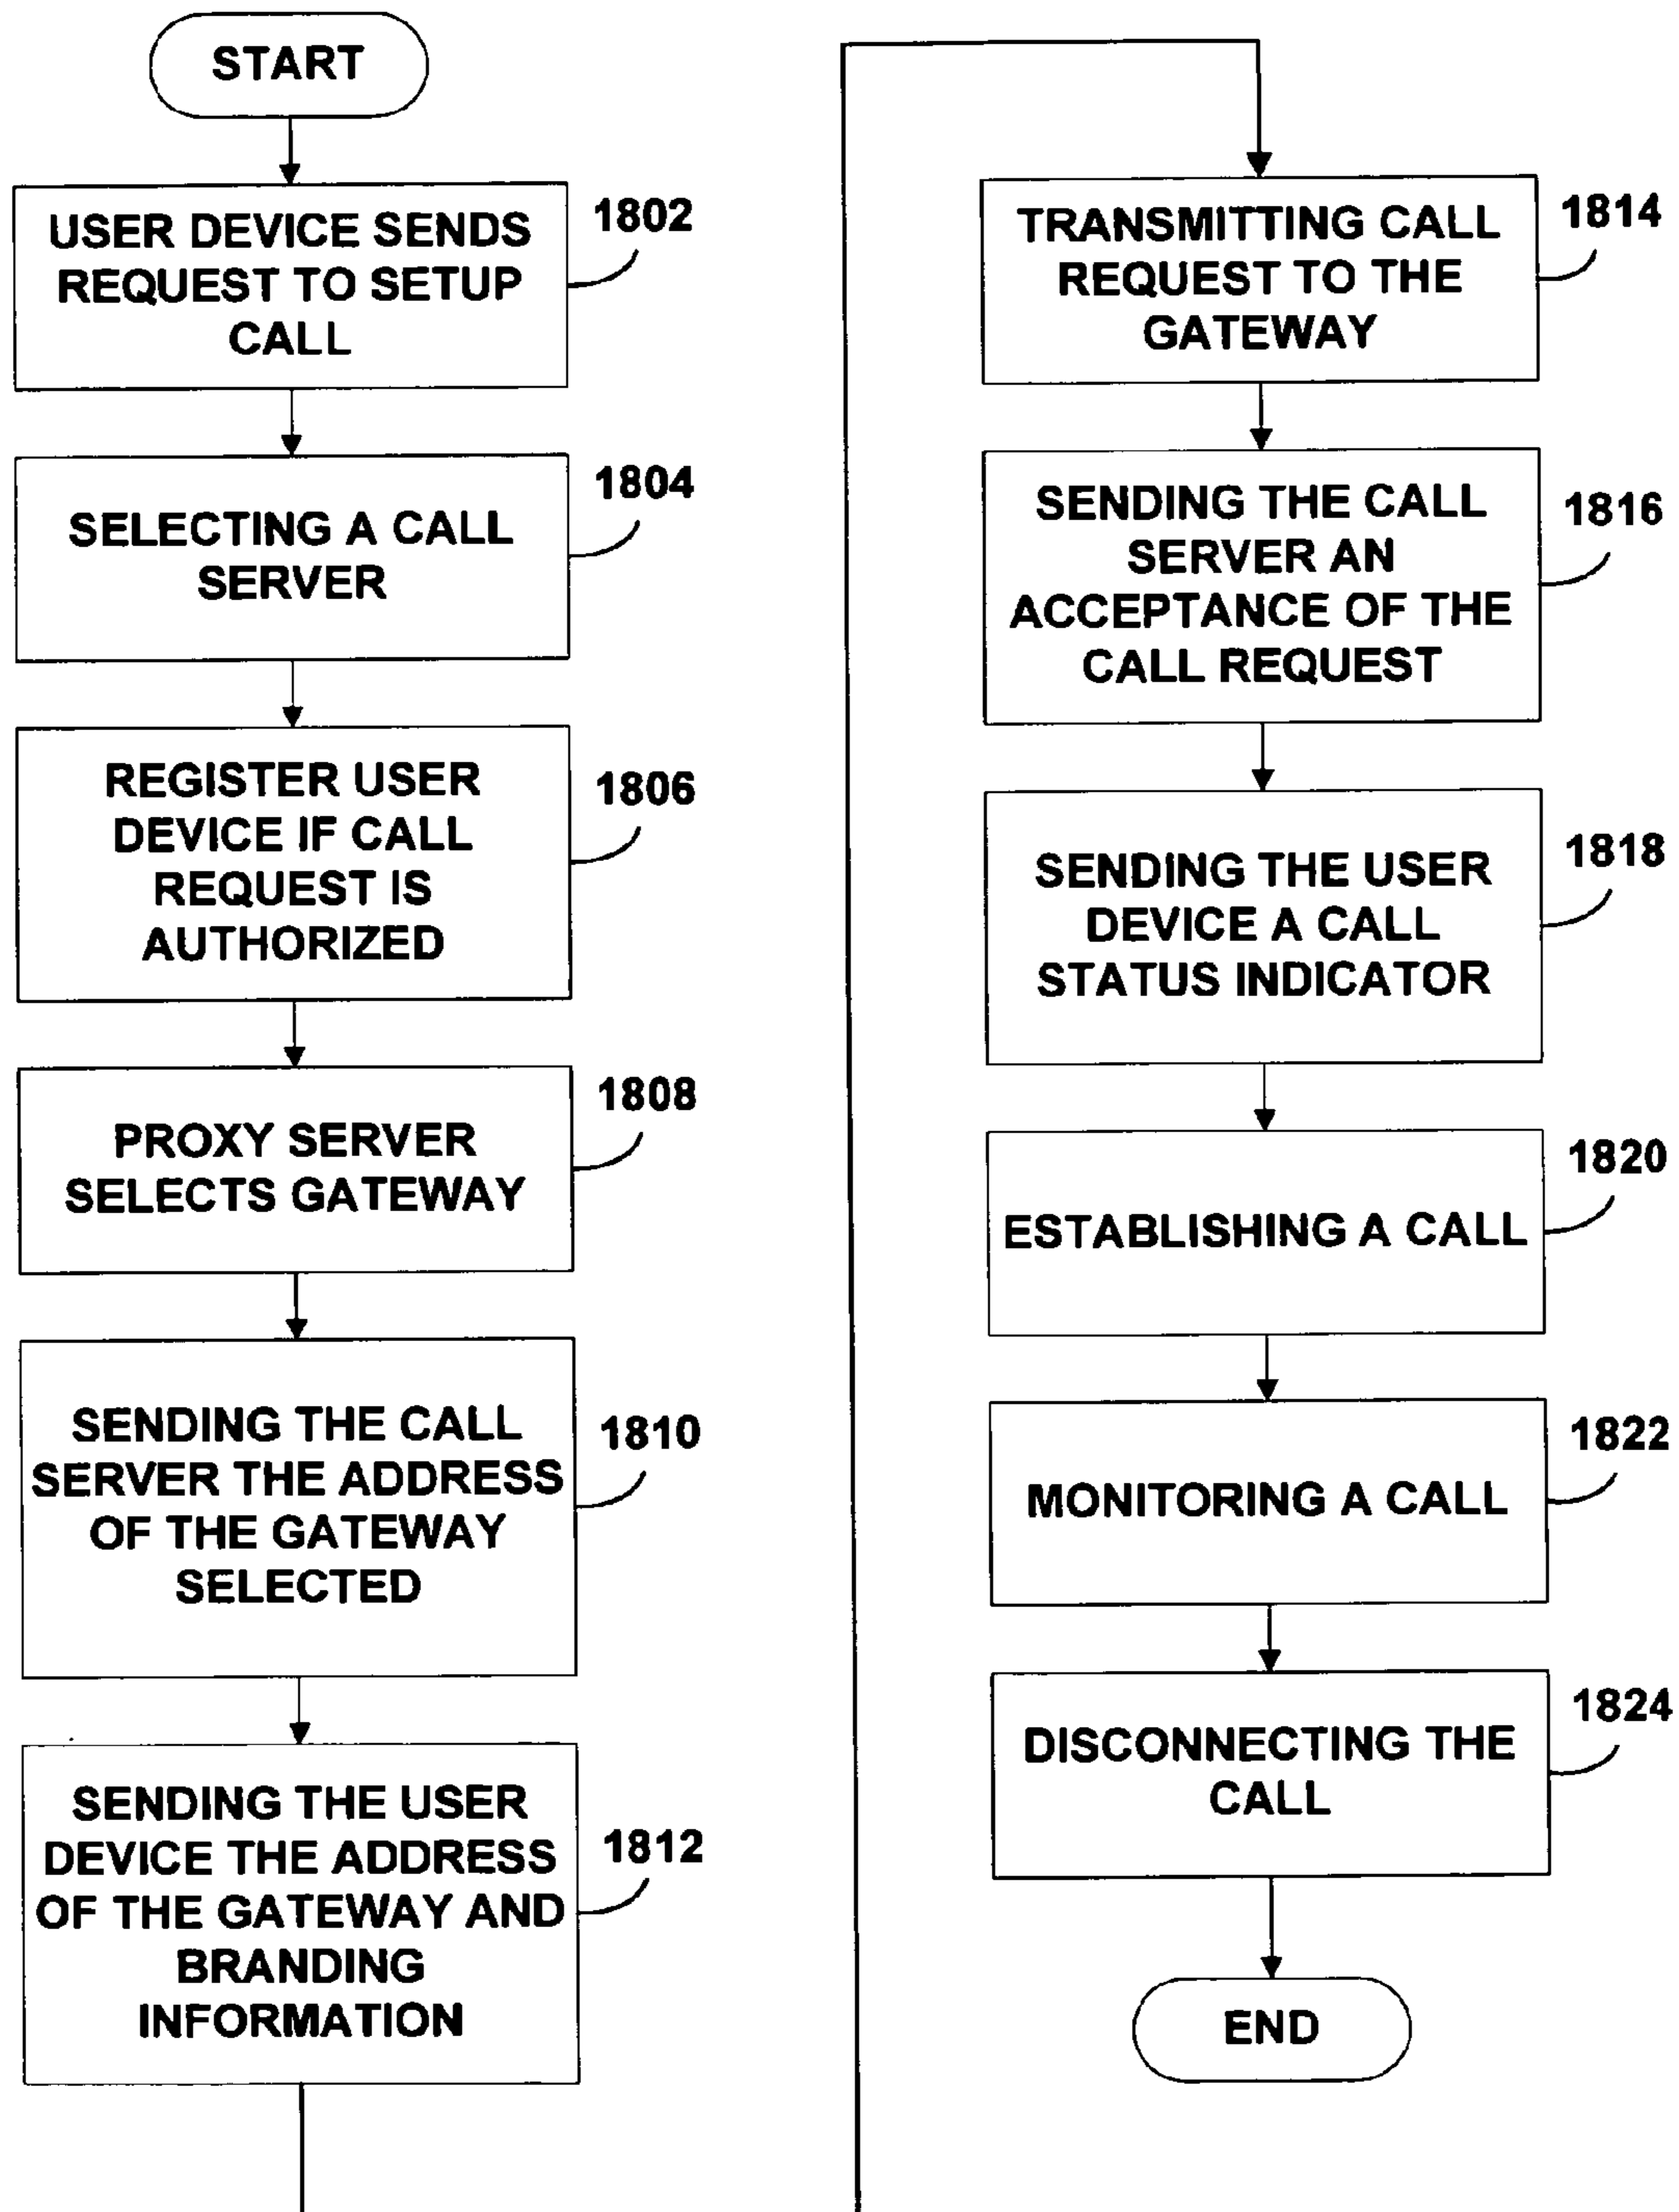 START
USER DEVICE SENDS
REQUEST TO SETUP
CALL
1802
SELECTING A CALL
SERVER
1804
REGISTER USER
DEVICE IF CALL
REQUEST IS
AUTHORIZED
1806
PROXY SERVER
SELECTS GATEWAY
1808
SENDING THE CALL
SERVER THE ADDRESS
OF THE GATEWAY
SELECTED
1810
SENDING THE USER
DEVICE THE ADDRESS
OF THE GATEWAY AND
BRANDING
INFORMATION
1812
TRANSMITTING CALL
REQUEST TO THE
GATEWAY
1814
SENDING THE CALL
SERVER AN
ACCEPTANCE OF THE
CALL REQUEST
1816
SENDING THE USER
DEVICE A CALL
STATUS INDICATOR
1818
ESTABLISHING A CALL
1820
MONITORING A CALL
1822
DISCONNECTING THE
CALL
1824
END